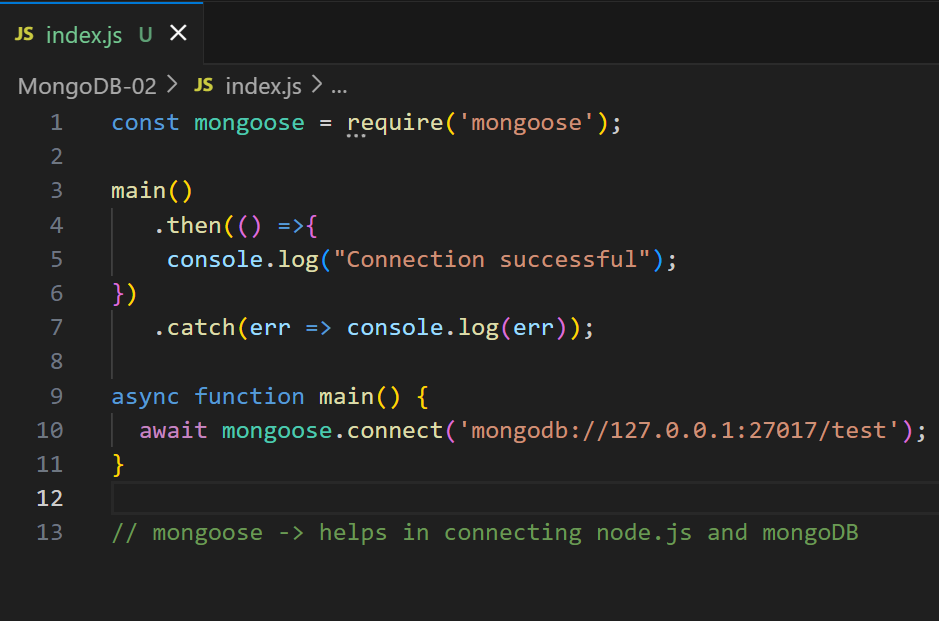 JS index.js U X
MongoDB-02 > JS index.js > ...
1 const mongoose = require('mongoose');
2
3 main()
4 .then(() =>{
5 console.log("Connection successful");
6 })
7 .catch(err => console.log(err));
8
9 async function main() {
10 await mongoose.connect('mongodb://127.0.0.1:27017/test');
11 }
12
13 // mongoose -> helps in connecting node.js and mongoDB